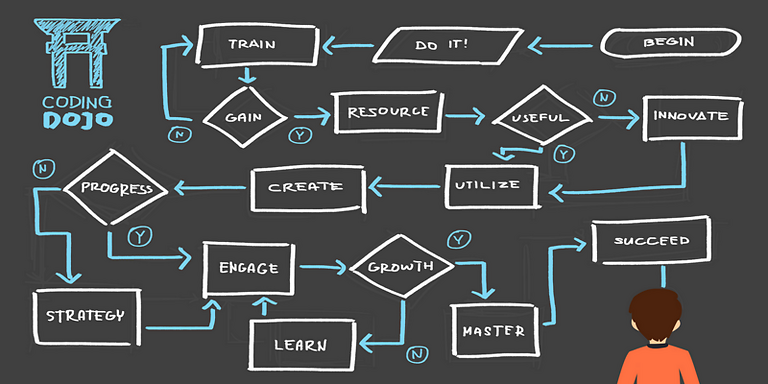 TRAIN
DO IT!
BEGIN
CODING
DOJO
N
GAIN
Y
RESOURCE
USEFUL
N
INNOVATE
Y
N
PROGRESS
CREATE
UTILIZE
Y
ENGAGE
GROWTH
Y
SUCCEED
STRATEGY
LEARN
N
MASTER